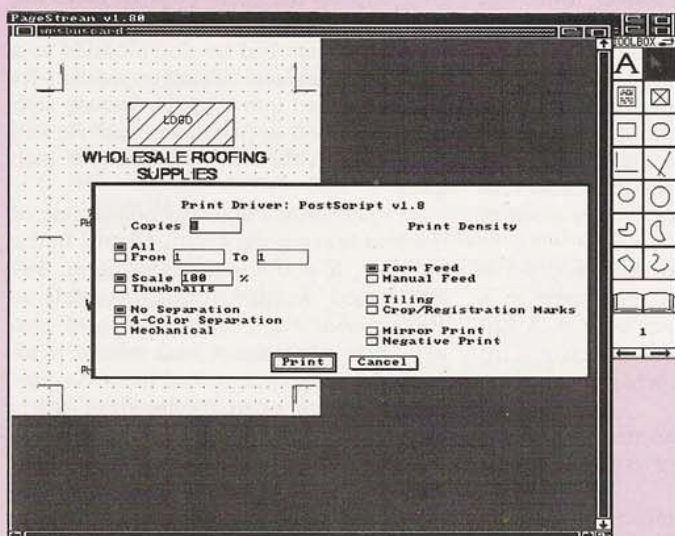 PageStream v1.80
wnsbuscard
TOOLBOX
A
LOGO
WHOLESALE ROOFING
SUPPLIES
Print Driver: PostScript v1.8
Copies
Print Density
All
From 1 To 1
Scale 100 %
Thumbnails
No Separation
4-Color Separation
Mechanical
Form Feed
Manual Feed
Tiling
Crop/Registration Marks
Mirror Print
Negative Print
Print
Cancel
1